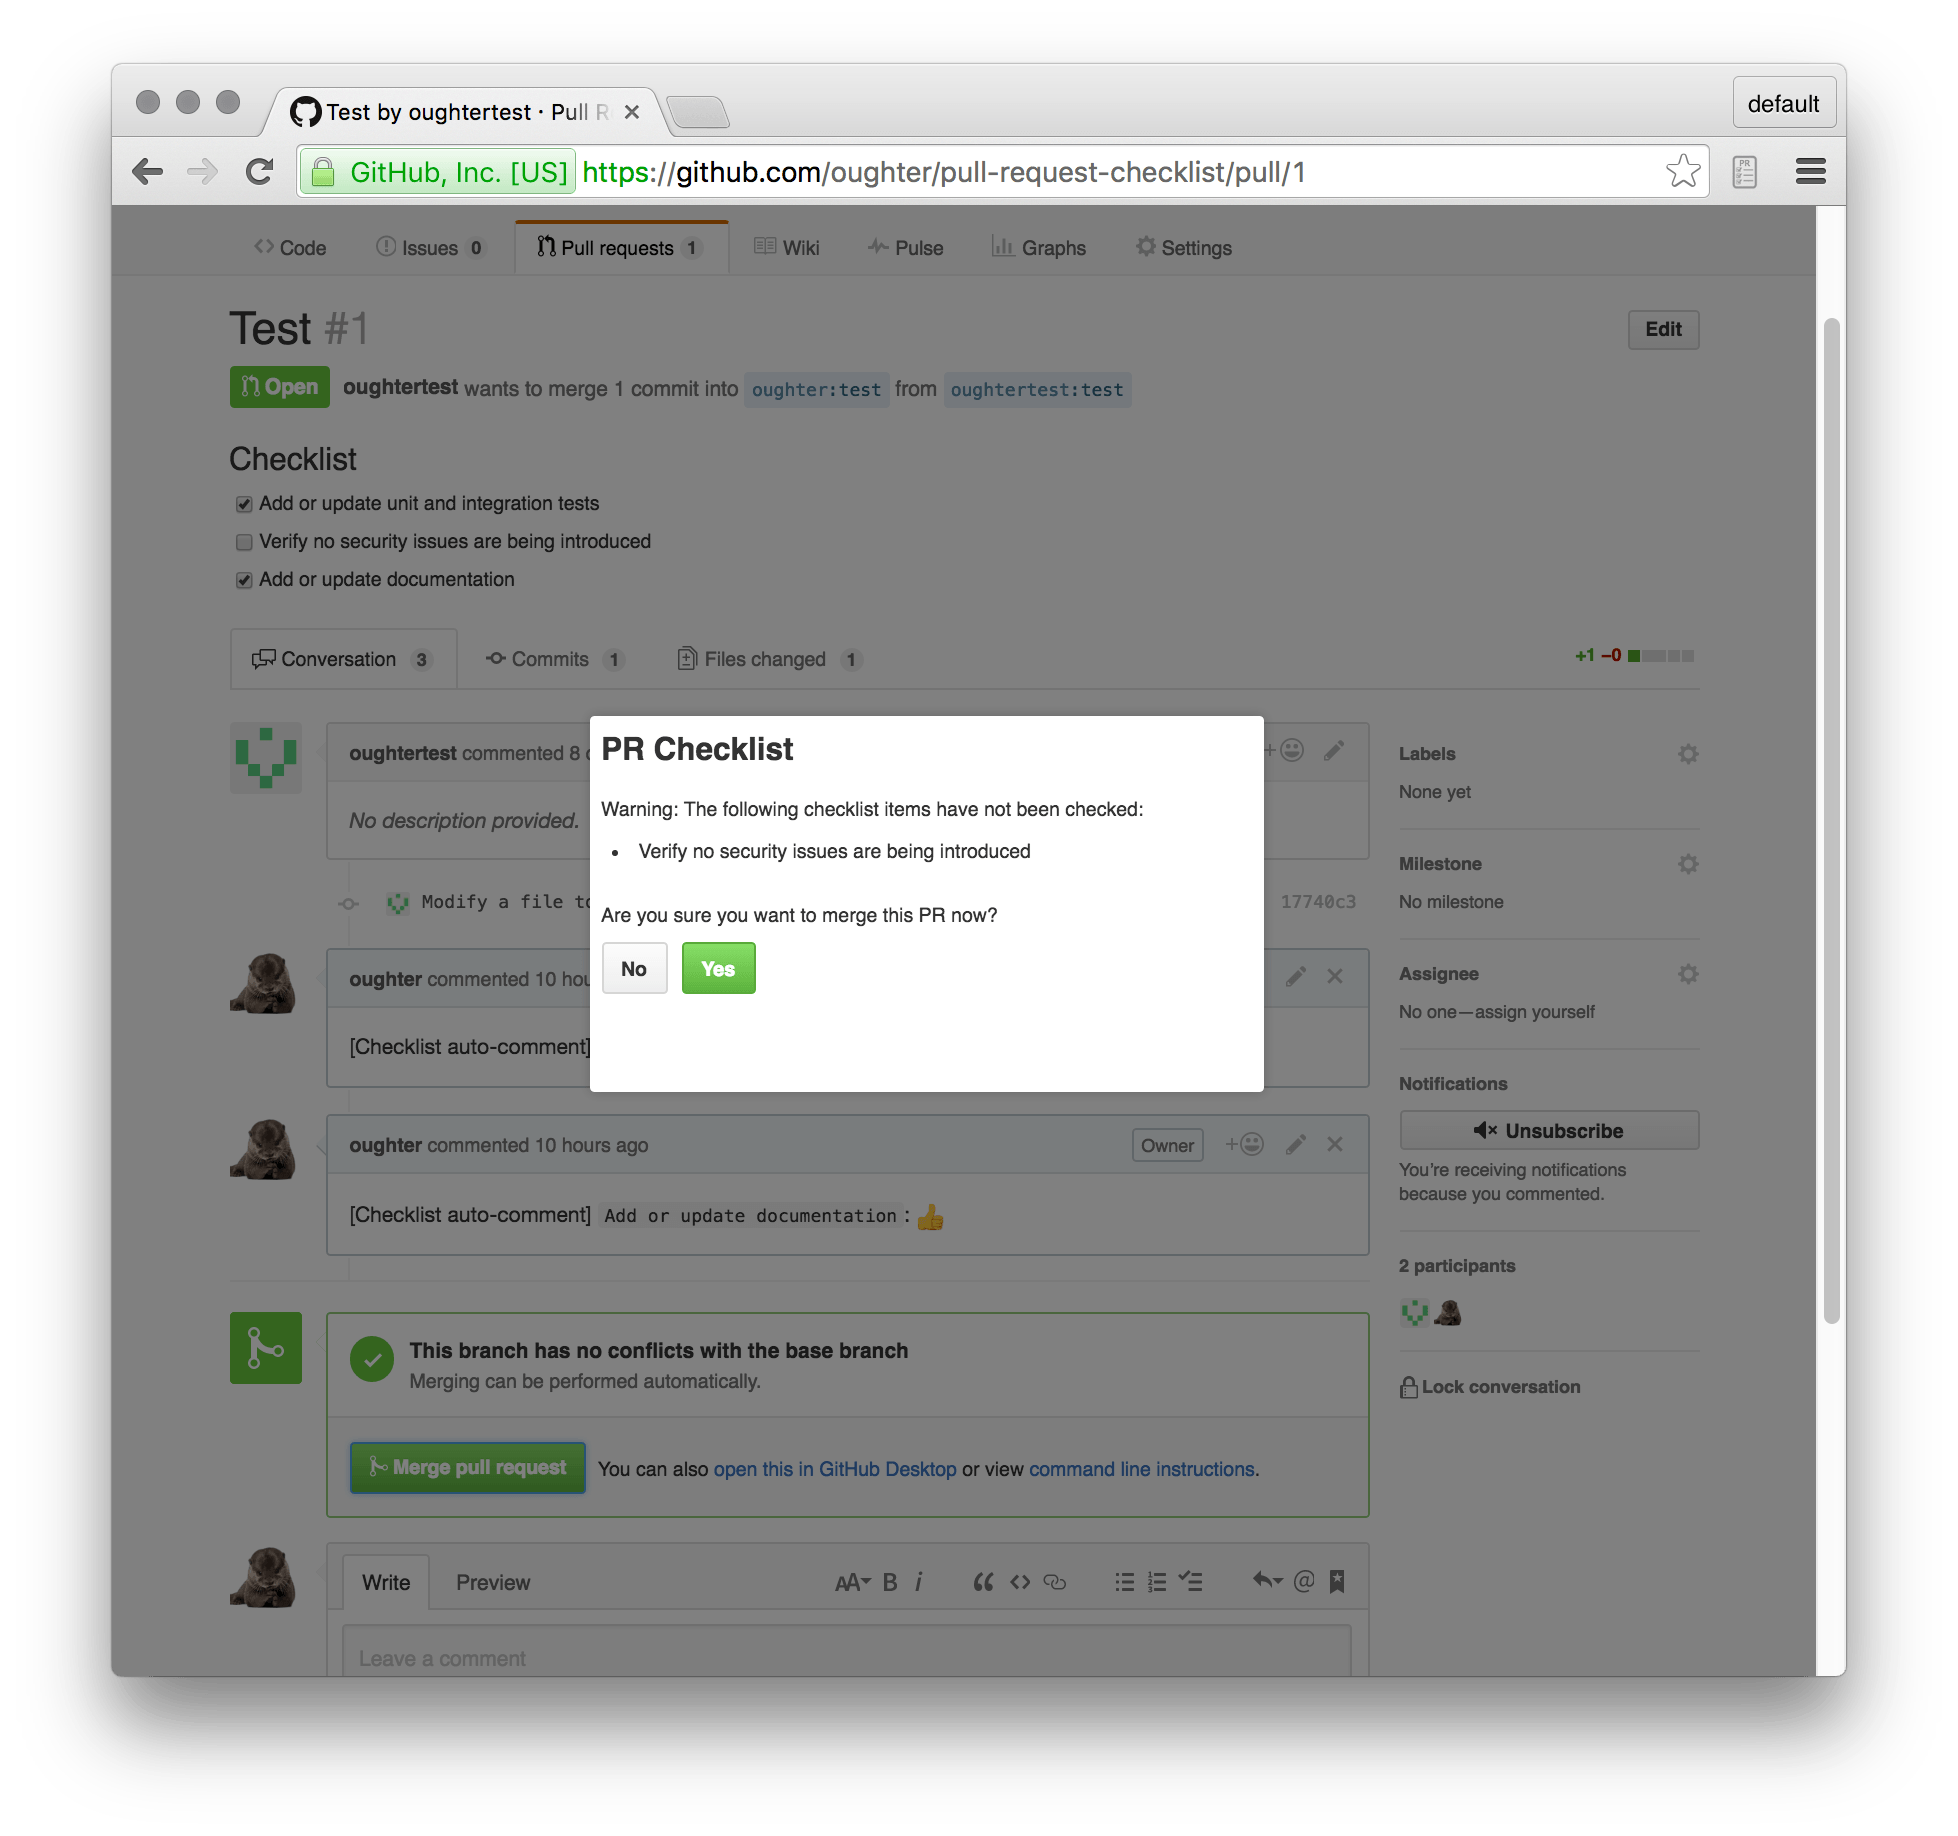 Test by oughtertest · Pull R
default
GitHub, Inc. [US] https://github.com/oughter/pull-request-checklist/pull/1
PR
Code Issues 0 Pull requests 1 Wiki Pulse Graphs Settings
Test #1
Edit
Open oughtertest wants to merge 1 commit into oughter:test from oughtertest:test
Checklist
Add or update unit and integration tests
Verify no security issues are being introduced
Add or update documentation
Conversation 3 Commits 1 Files changed 1
+1 −0
oughtertest commented 8
No description provided.
Modify a file to
17740c3
oughter commented 10 hou
[Checklist auto-comment]
PR Checklist
Warning: The following checklist items have not been checked:
• Verify no security issues are being introduced
Are you sure you want to merge this PR now?
No Yes
oughter commented 10 hours ago
Owner
[Checklist auto-comment] Add or update documentation: 👍
This branch has no conflicts with the base branch
Merging can be performed automatically.
Merge pull request You can also open this in GitHub Desktop or view command line instructions.
Write Preview AA B i
Leave a comment
Labels
None yet
Milestone
No milestone
Assignee
No one—assign yourself
Notifications
Unsubscribe
You’re receiving notifications
because you commented.
2 participants
Lock conversation